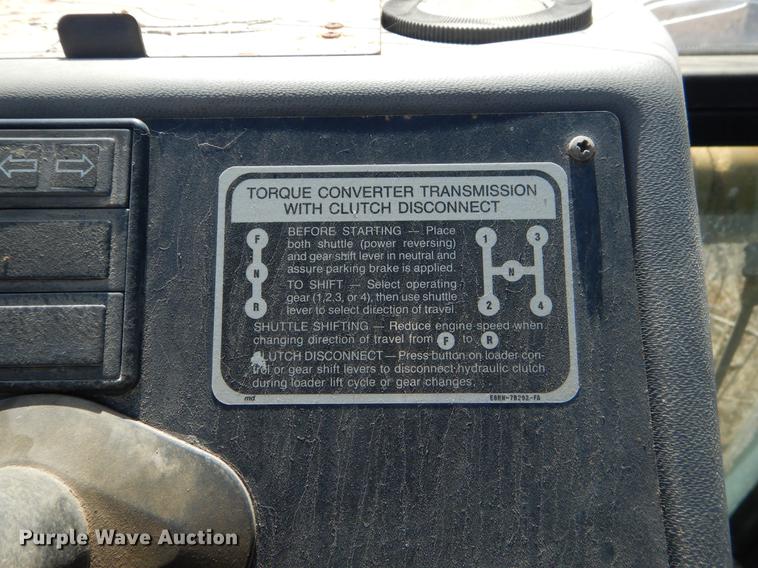 TORQUE CONVERTER TRANSMISSION
WITH CLUTCH DISCONNECT
F
N
R
BEFORE STARTING — Place
both shuttle (power reversing)
and gear shift lever in neutral and
assure parking brake is applied.
TO SHIFT — Select operating
gear (1,2,3, or 4), then use shuttle
lever to select direction of travel.
1 3
N
2 4
SHUTTLE SHIFTING — Reduce engine speed when
changing direction of travel from F to R
CLUTCH DISCONNECT — Press button on loader con-
trol or gear shift levers to disconnect hydraulic clutch
during loader lift cycle or gear changes.
md
Purple Wave Auction